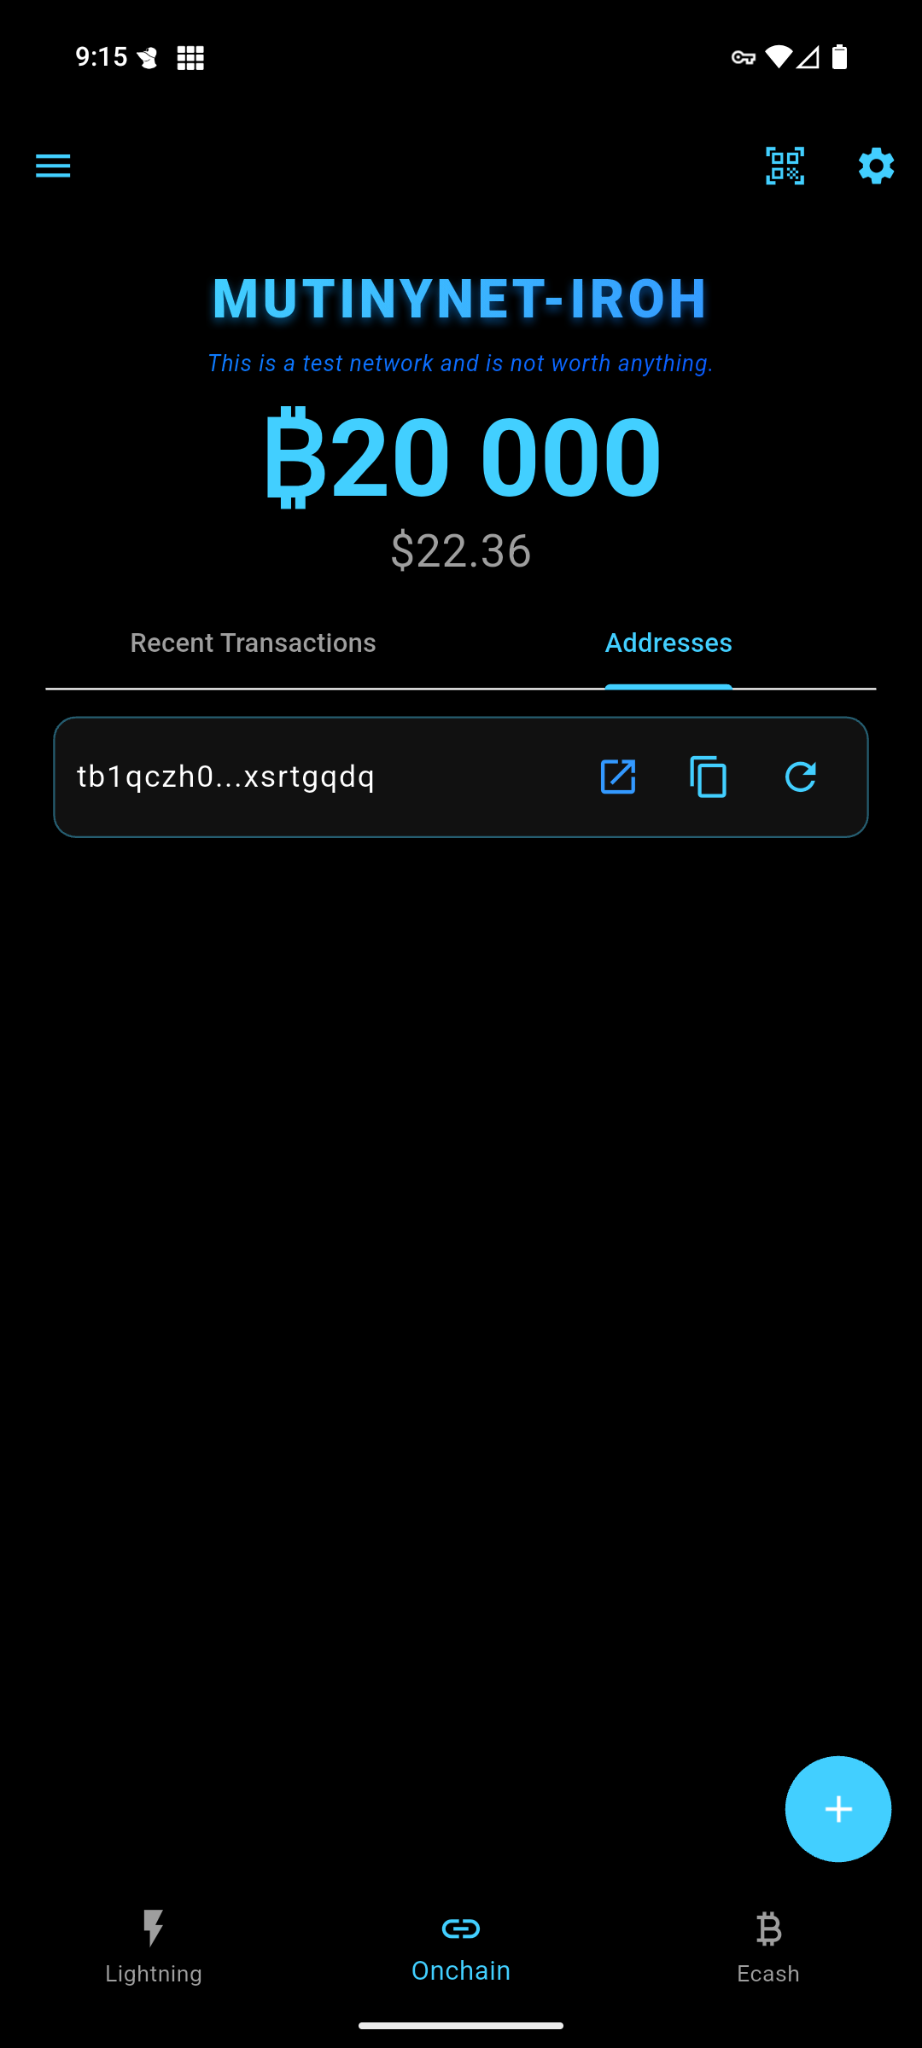 9:15
MUTINYNET-IROH
This is a test network and is not worth anything.
₿20 000
$22.36
Recent Transactions
Addresses
tb1qczh0...xsrtgqdq
Lightning
Onchain
Ecash